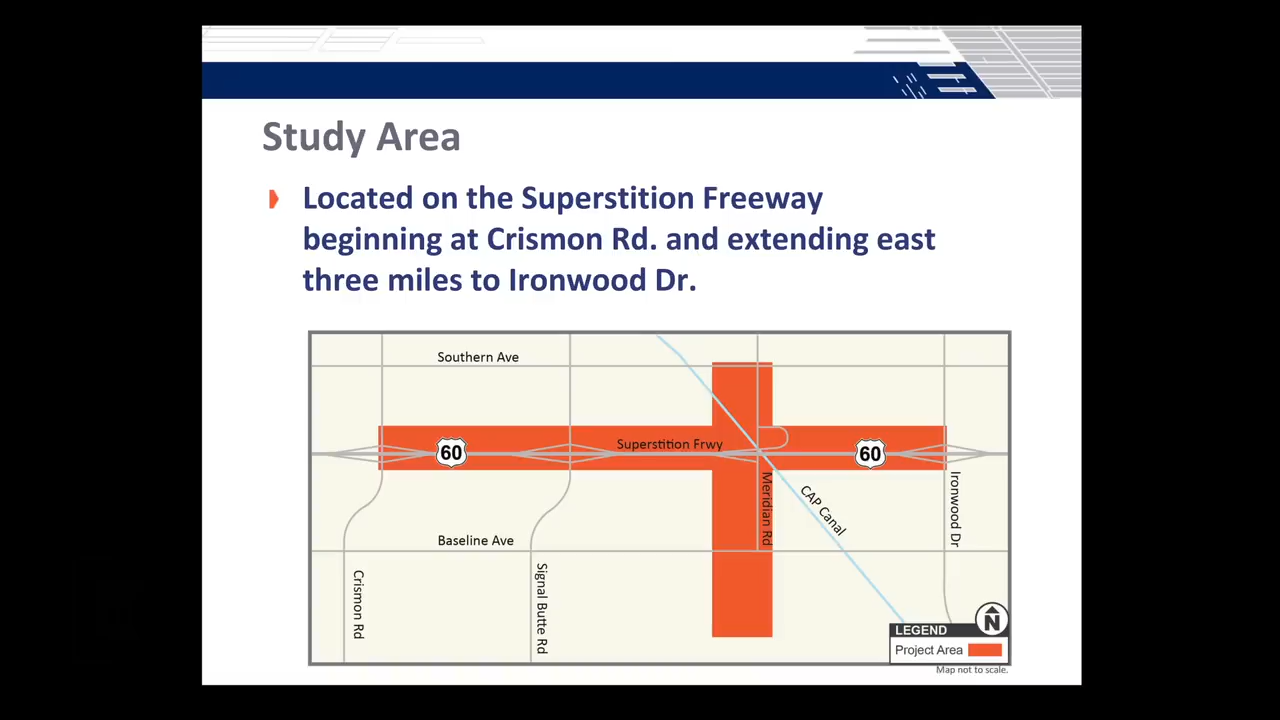 Study Area
Located on the Superstition Freeway
beginning at Crismon Rd. and extending east
three miles to Ironwood Dr.
Southern Ave
Superstition Frwy
60
60
Meridian Rd
CAP Canal
Ironwood Dr
Baseline Ave
Crismon Rd
Signal Butte Rd
N
LEGEND
Project Area
Map not to scale.